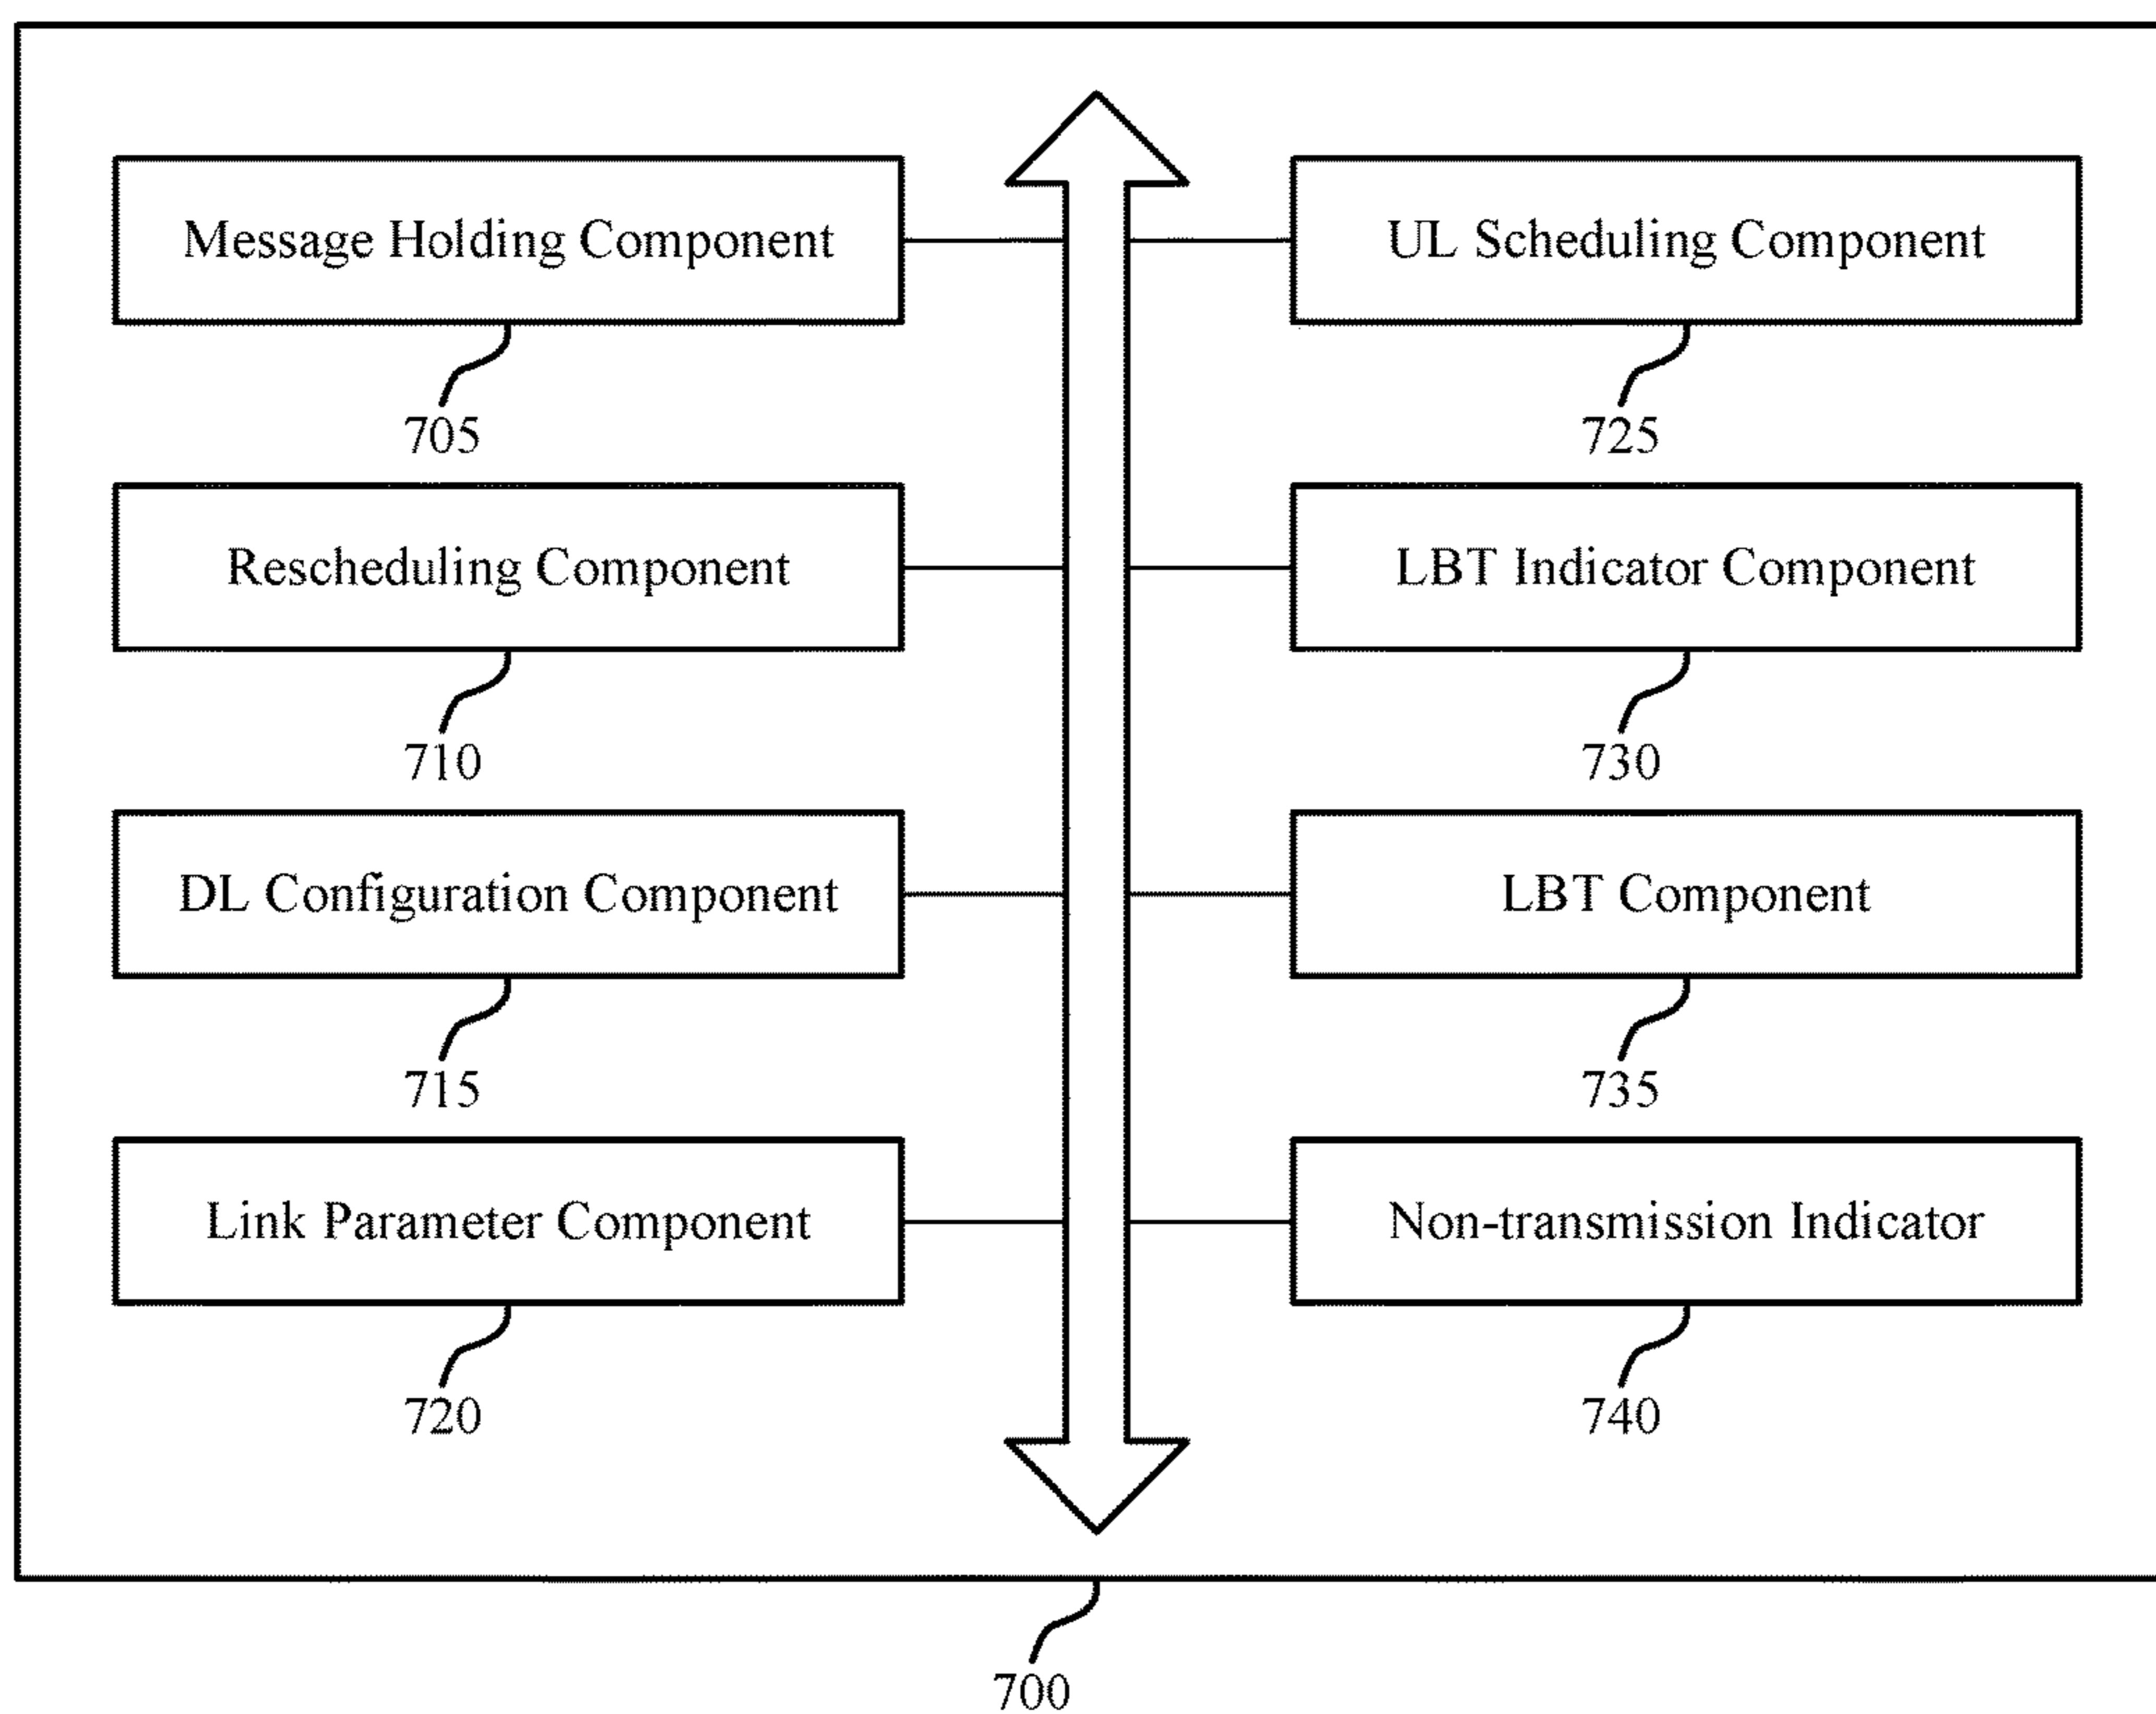 Message Holding Component
705
Rescheduling Component
710
DL Configuration Component
715
Link Parameter Component
720
UL Scheduling Component
725
LBT Indicator Component
730
LBT Component
735
Non-transmission Indicator
740
700